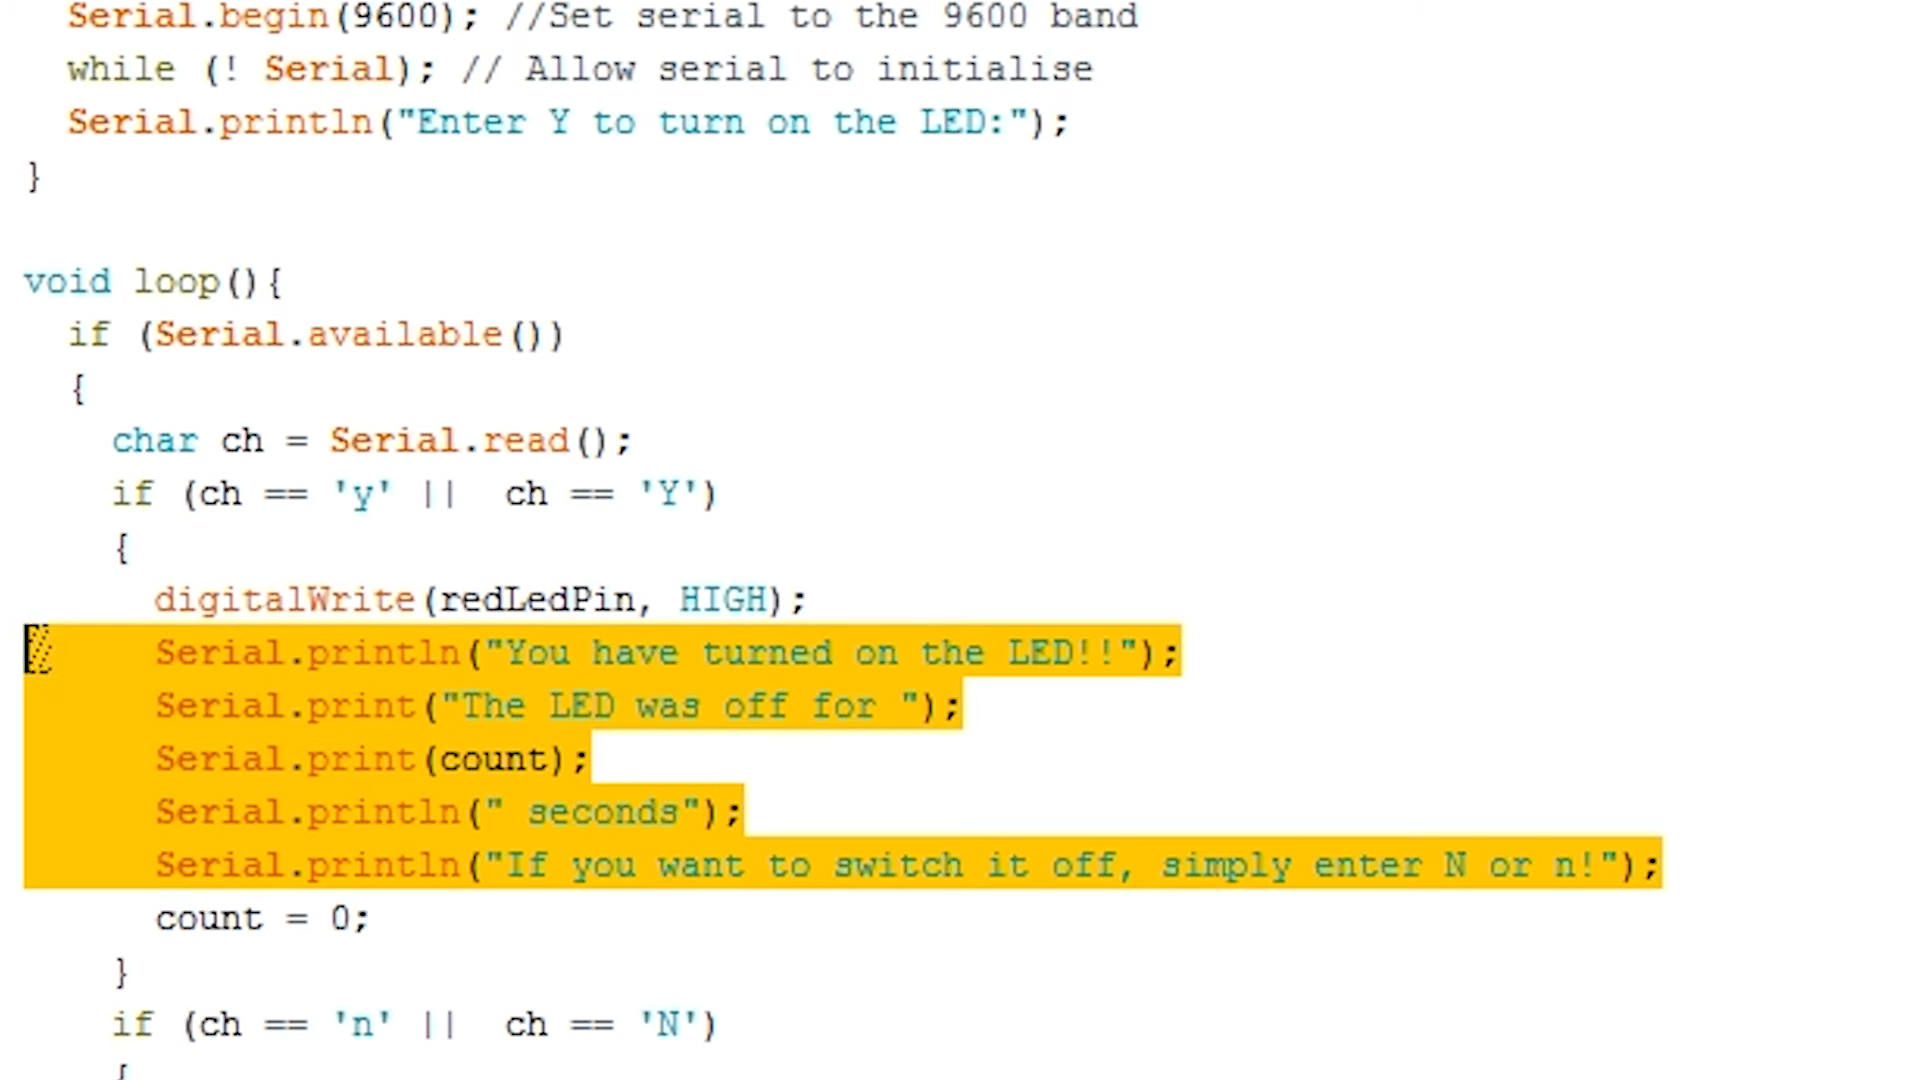 Serial.begin(9600); //Set serial to the 9600 band
while (! Serial); // Allow serial to initialise
Serial.println("Enter Y to turn on the LED:");
}
void loop(){
if (Serial.available())
{
char ch = Serial.read();
if (ch == 'y' ||  ch == 'Y')
{
digitalWrite(redLedPin, HIGH);
Serial.println("You have turned on the LED!!");
Serial.print("The LED was off for ");
Serial.print(count);
Serial.println(" seconds");
Serial.println("If you want to switch it off, simply enter N or n!");
count = 0;
}
if (ch == 'n' ||  ch == 'N')
{